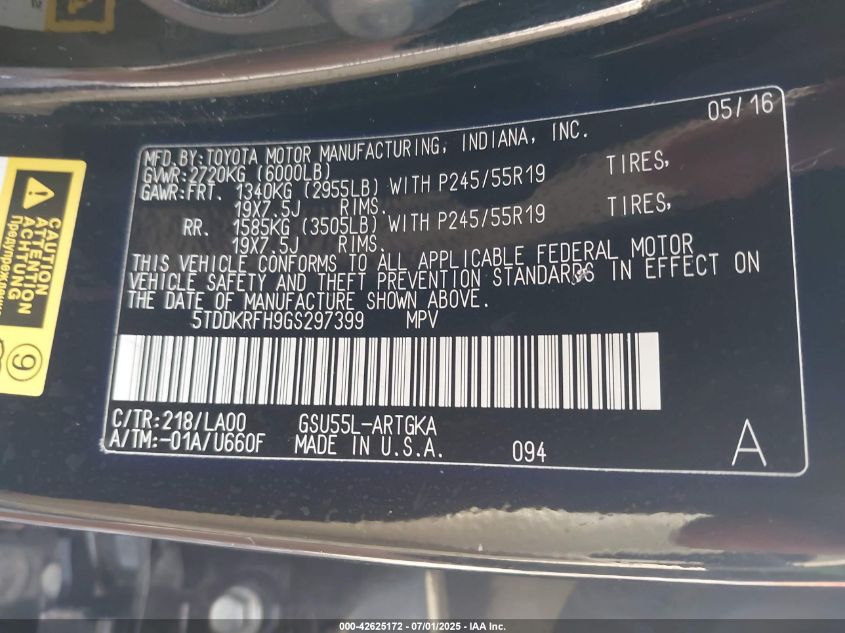 05/16
MFD.BY:TOYOTA MOTOR MANUFACTURING, INDIANA, INC.
GVWR:2720KG (6000LB)
GAWR:FRT. 1340KG (2955LB) WITH P245/55R19 TIRES,
19X7.5J RIMS.
RR. 1585KG (3505LB) WITH P245/55R19 TIRES,
19X7.5J RIMS.
THIS VEHICLE CONFORMS TO ALL APPLICABLE FEDERAL MOTOR
VEHICLE SAFETY AND THEFT PREVENTION STANDARDS IN EFFECT ON
THE DATE OF MANUFACTURE SHOWN ABOVE.
5TDDKRFH9GS297399 MPV
C/TR:218/LA00 GSU55L-ARTGKA
A/TM:-01A/U660F MADE IN U.S.A. 094 A
CAUTION
ATTENTION
ACHTUNG
9
000-42625172 - 07/01/2025 - IAA Inc.